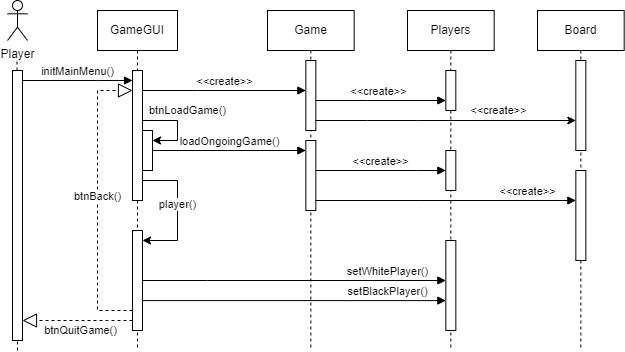 GameGUI
Game
Players
Board
Player
initMainMenu()
<<create>>
<<create>>
btnLoadGame()
<<create>>
loadOngoingGame()
<<create>>
btnBack()
<<create>>
player()
setWhitePlayer()
setBlackPlayer()
btnQuitGame()